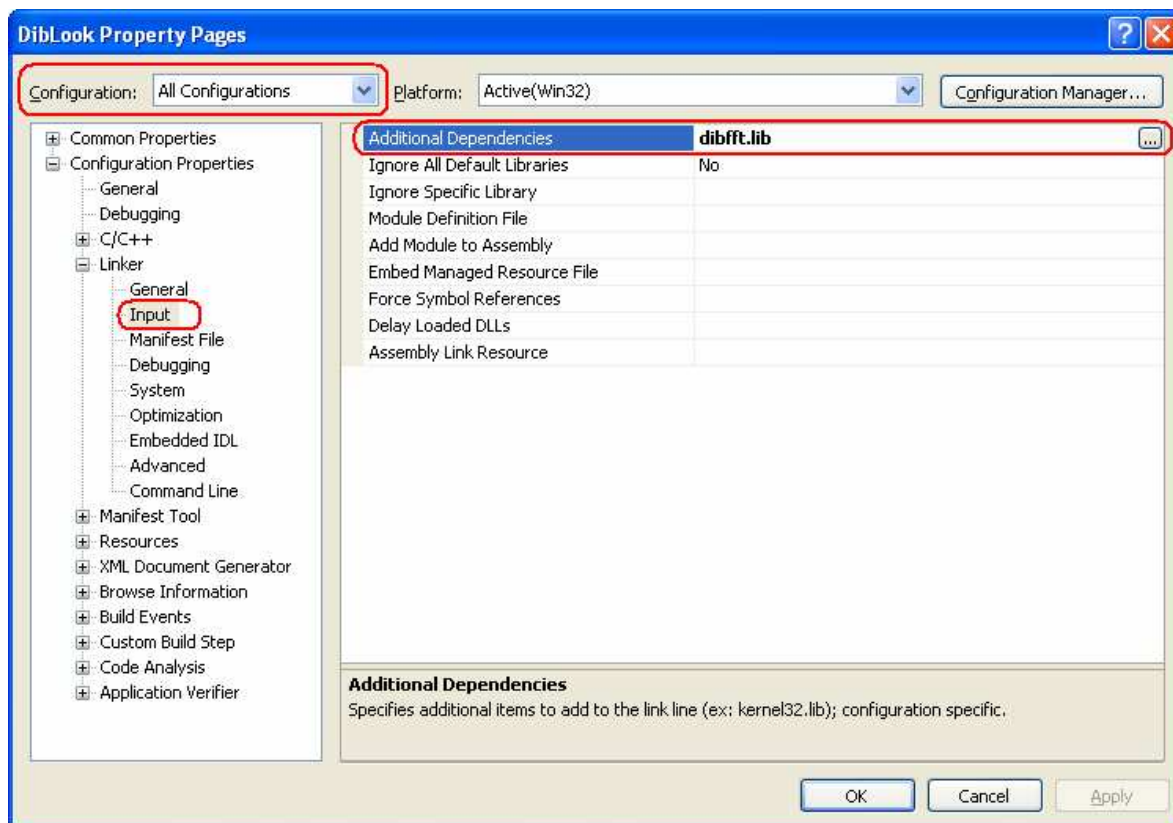 DibLook Property Pages
Configuration: All Configurations Platform: Active(Win32) Configuration Manager...
Common Properties
Configuration Properties
General
Debugging
C/C++
Linker
General
Input
Manifest File
Debugging
System
Optimization
Embedded IDL
Advanced
Command Line
Manifest Tool
Resources
XML Document Generator
Browse Information
Build Events
Custom Build Step
Code Analysis
Application Verifier
Additional Dependencies dibfft.lib ...
Ignore All Default Libraries No
Ignore Specific Library
Module Definition File
Add Module to Assembly
Embed Managed Resource File
Force Symbol References
Delay Loaded DLLs
Assembly Link Resource
Additional Dependencies
Specifies additional items to add to the link line (ex: kernel32.lib); configuration specific.
OK Cancel Apply